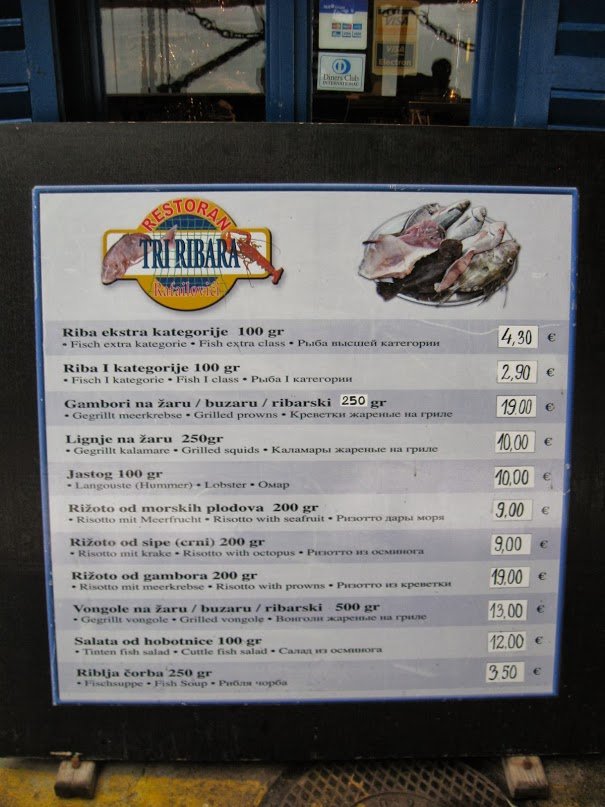 VISA
VISA
Electron
Diners Club
INTERNATIONAL
RESTORAN
TRI RIBARA
Rafailovići
Riba ekstra kategorije 100 gr
• Fisch extra kategorie • Fish extra class • Рыба высшей категории
4,30 €
Riba I kategorije 100 gr
• Fisch I kategorie • Fish I class • Рыба I категории
2,90 €
Gambori na žaru / buzaru / ribarski 250 gr
• Gegrillt meerkrebse • Grilled prowns • Креветки жареные на гриле
19.00 €
Lignje na žaru 250gr
• Gegrillt kalamare • Grilled squids • Каламары жареные на гриле
10,00 €
Jastog 100 gr
• Langouste (Hummer) • Lobster • Омар
10,00 €
Rižoto od morskih plodova 200 gr
• Risotto mit Meerfrucht • Risotto with seafruit • Ризотто дары моря
9,00 €
Rižoto od sipe (crni) 200 gr
• Risotto mit krake • Risotto with octopus • Ризотто из осминога
9,00 €
Rižoto od gambora 200 gr
• Risotto mit meerkrebse • Risotto with prowns • Ризотто из креветки
19,00 €
Vongole na žaru / buzaru / ribarski 500 gr
• Gegrillt vongole • Grilled vongole • Вонголи жареные на гриле
13,00 €
Salata od hobotnice 100 gr
• Tinten fish salad • Cuttle fish salad • Салад из осминога
12,00 €
Riblja čorba 250 gr
• Fischsuppe • Fish Soup • Рибля чорба
3.50 €